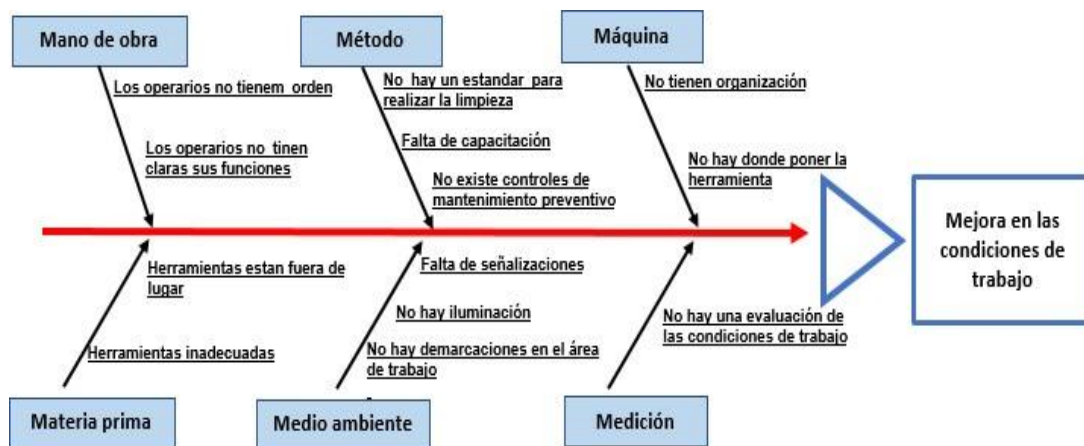 Mano de obra
Método
Máquina
Los operarios no tienem orden
Los operarios no tinen
claras sus funciones
No hay un estandar para
realizar la limpieza
Falta de capacitación
No existe controles de
mantenimiento preventivo
No tienen organización
No hay donde poner la
herramienta
Mejora en las
condiciones de
trabajo
Herramientas estan fuera de
lugar
Herramientas inadecuadas
Falta de señalizaciones
No hay iluminación
No hay demarcaciones en el área
de trabajo
No hay una evaluación de
las condiciones de trabajo
Materia prima
Medio ambiente
Medición